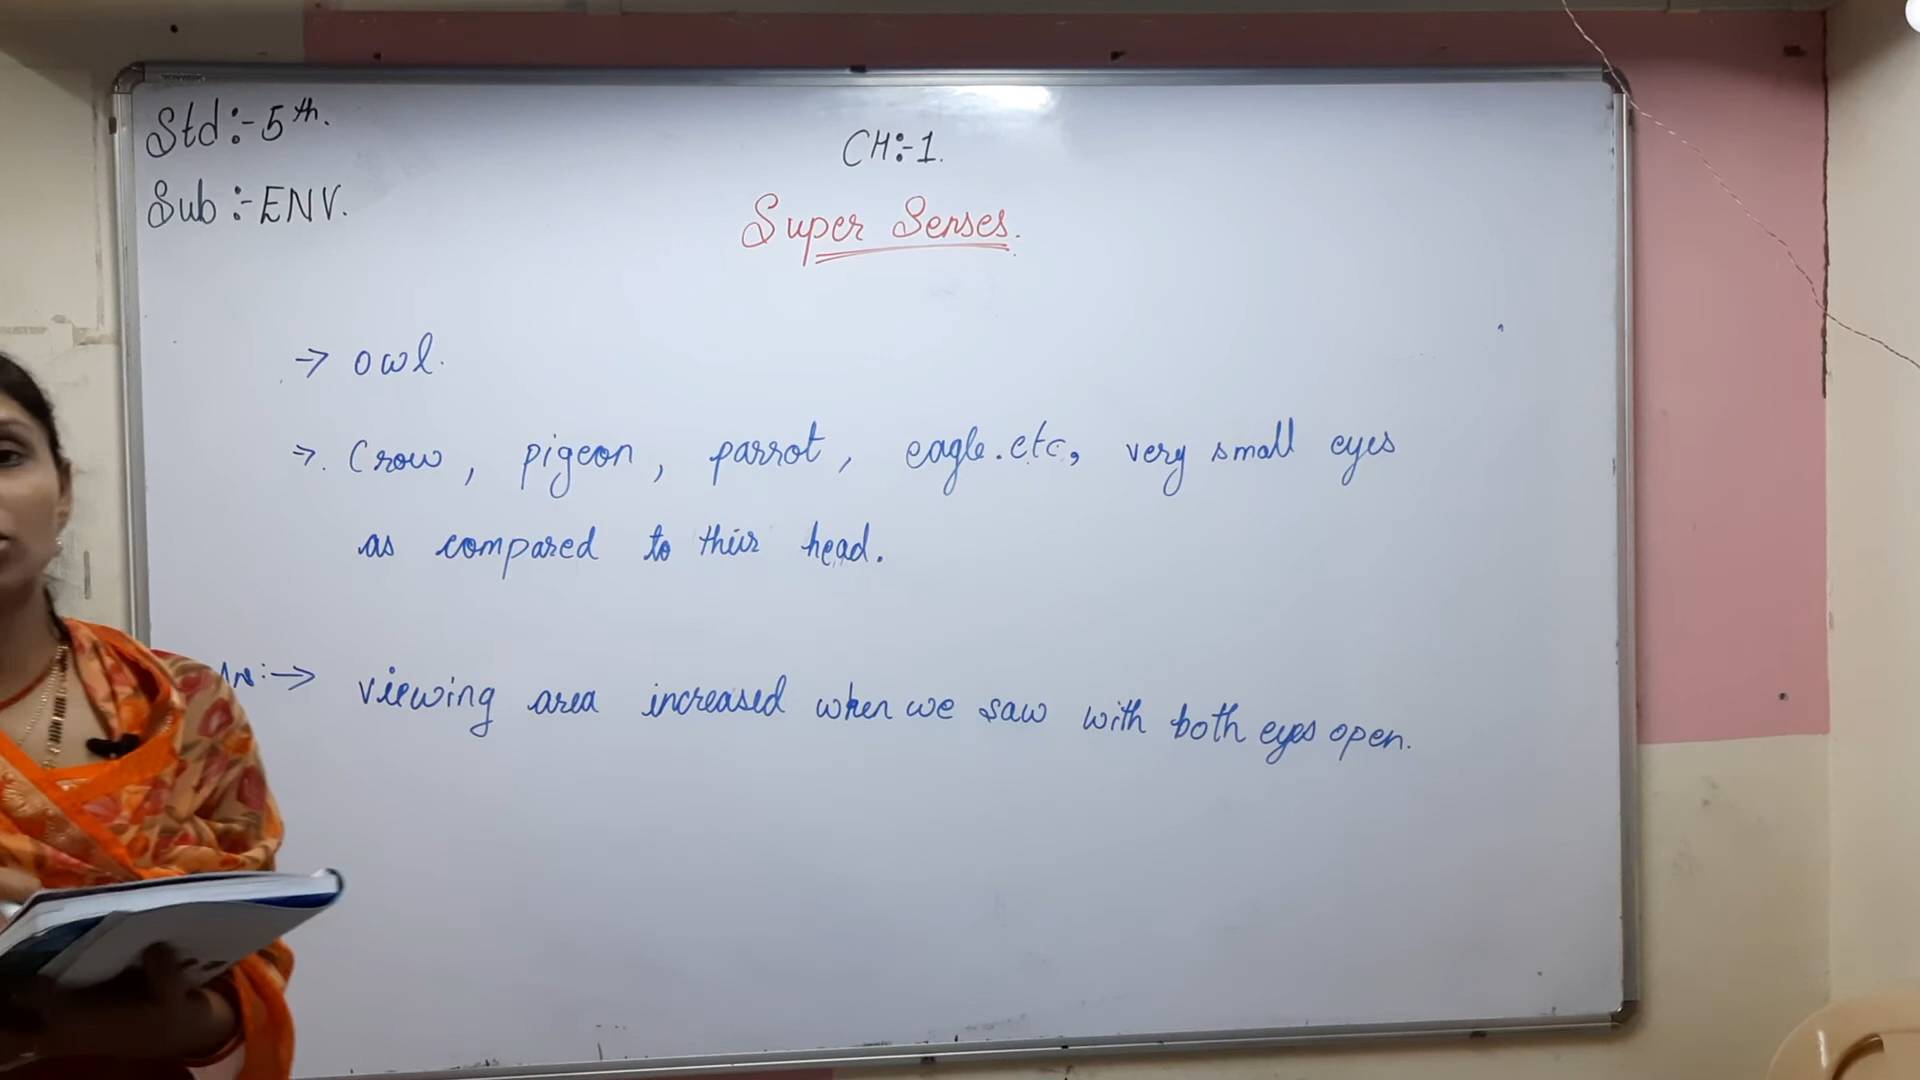 Std:- 5th.
Sub:- ENV.
CH:-1.
Super Senses.
→ owl.
→. Crow, pigeon, parrot, eagle.etc, very small eyes
as compared to thier head.
→ viewing area increased when we saw with both eyes open.